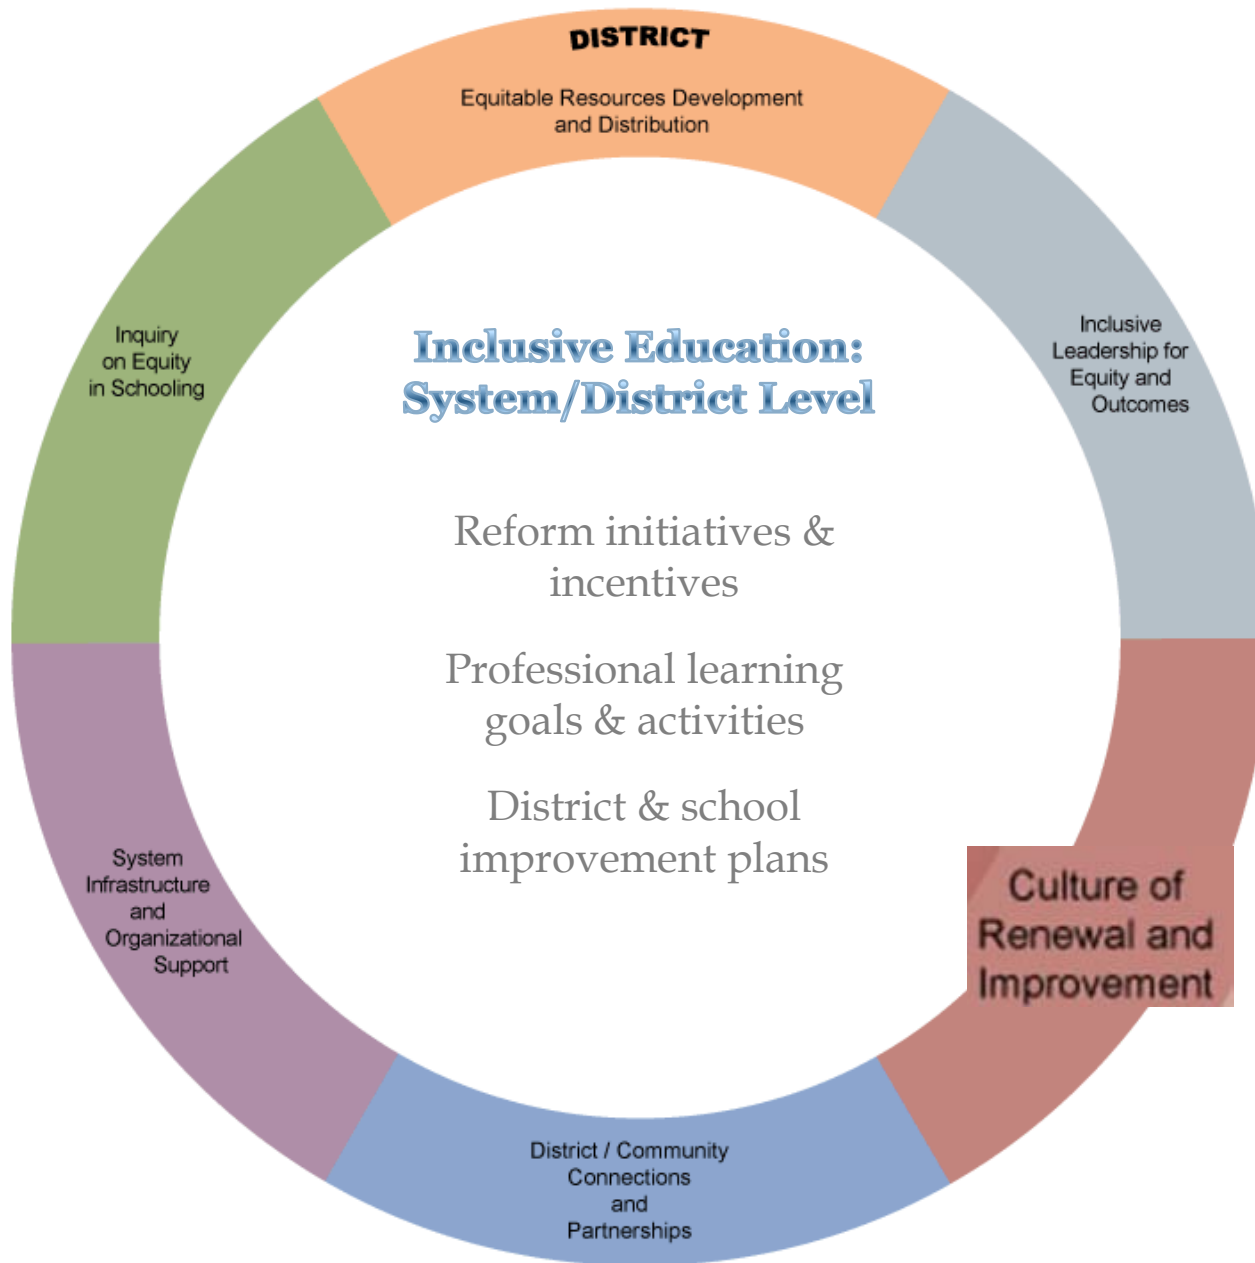 DISTRICT
Equitable Resources Development
and Distribution
Inclusive
Leadership for
Equity and
Outcomes
Culture of
Renewal and
Improvement
District / Community
Connections
and
Partnerships
System
Infrastructure
and
Organizational
Support
Inquiry
on Equity
in Schooling
Inclusive Education:
System/District Level
Reform initiatives &
incentives
Professional learning
goals & activities
District & school
improvement plans